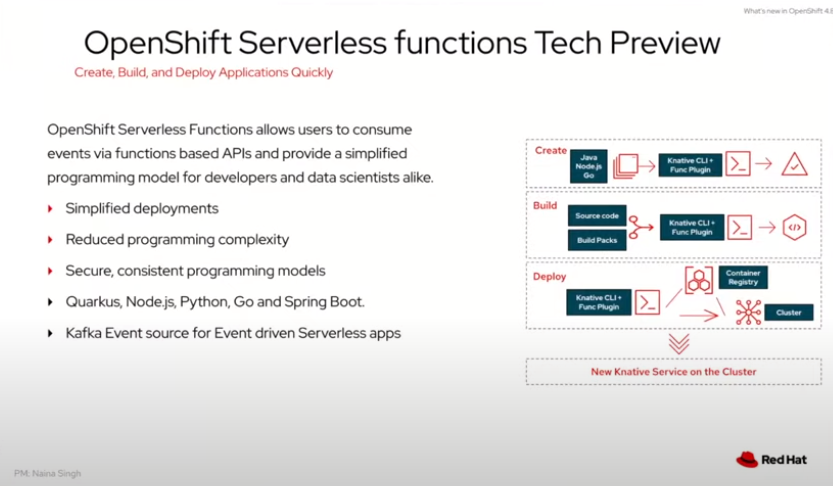 What's new in OpenShift 4.8
OpenShift Serverless functions Tech Preview
Create, Build, and Deploy Applications Quickly
OpenShift Serverless Functions allows users to consume
events via functions based APIs and provide a simplified
programming model for developers and data scientists alike.
Simplified deployments
Reduced programming complexity
Secure, consistent programming models
Quarkus, Node.js, Python, Go and Spring Boot.
Kafka Event source for Event driven Serverless apps
Create
Java
Node.js
Go
Knative CLI +
Func Plugin
Build
Source code
Build Packs
Knative CLI +
Func Plugin
Deploy
Knative CLI +
Func Plugin
Container
Registry
Cluster
New Knative Service on the Cluster
PM: Naina Singh
Red Hat